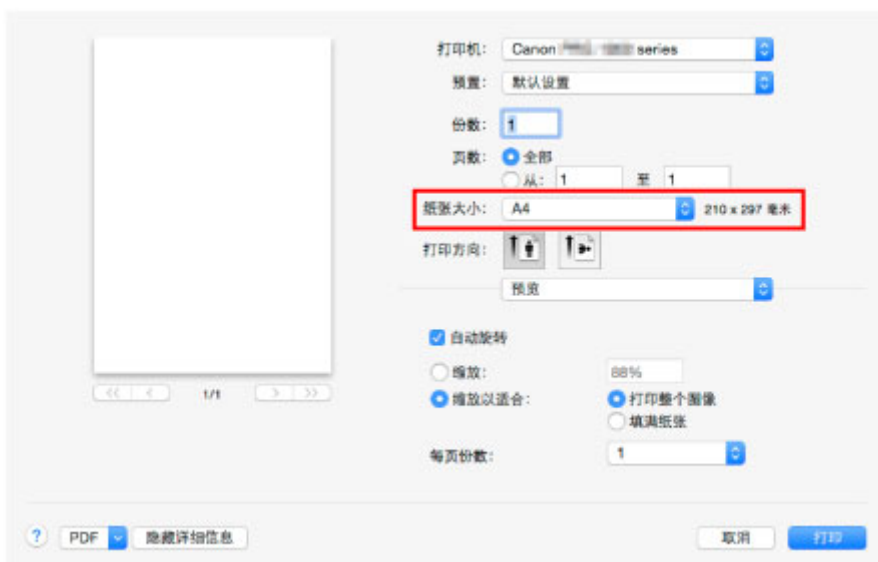 打印机: Canon series
预置: 默认设置
份数: 1
页数: 全部
从: 1 至 1
纸张大小: A4 210 x 297 毫米
打印方向:
预览
自动旋转
缩放: 88%
缩放以适合: 打印整个图像
填满纸张
每页份数: 1
<< < 1/1 > >>
? PDF 隐藏详细信息 取消 打印